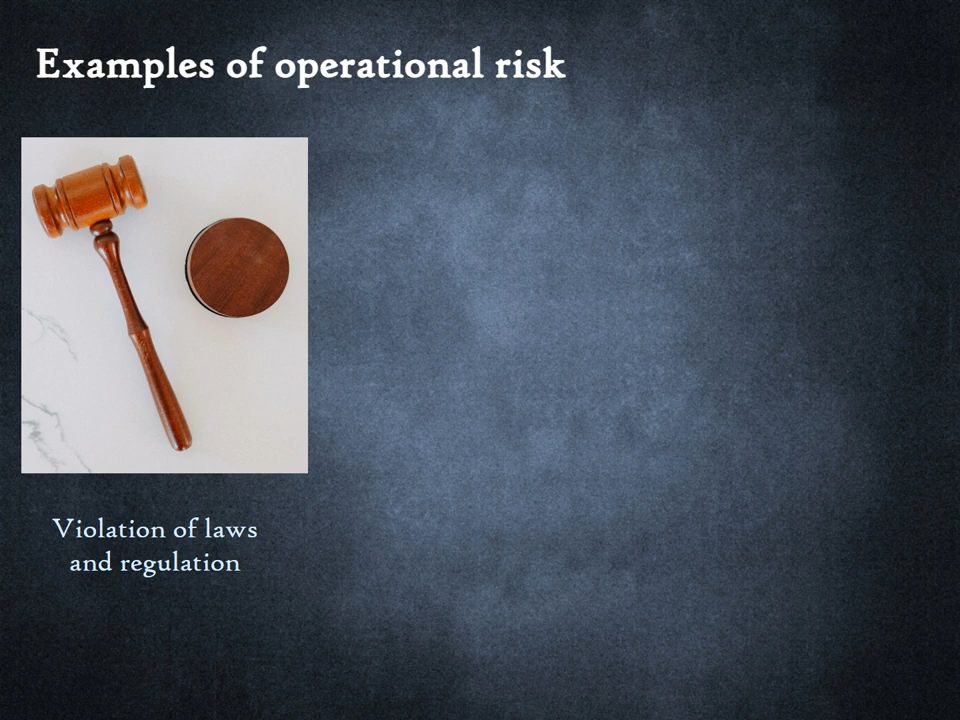 Examples of operational risk
Violation of laws
and regulation